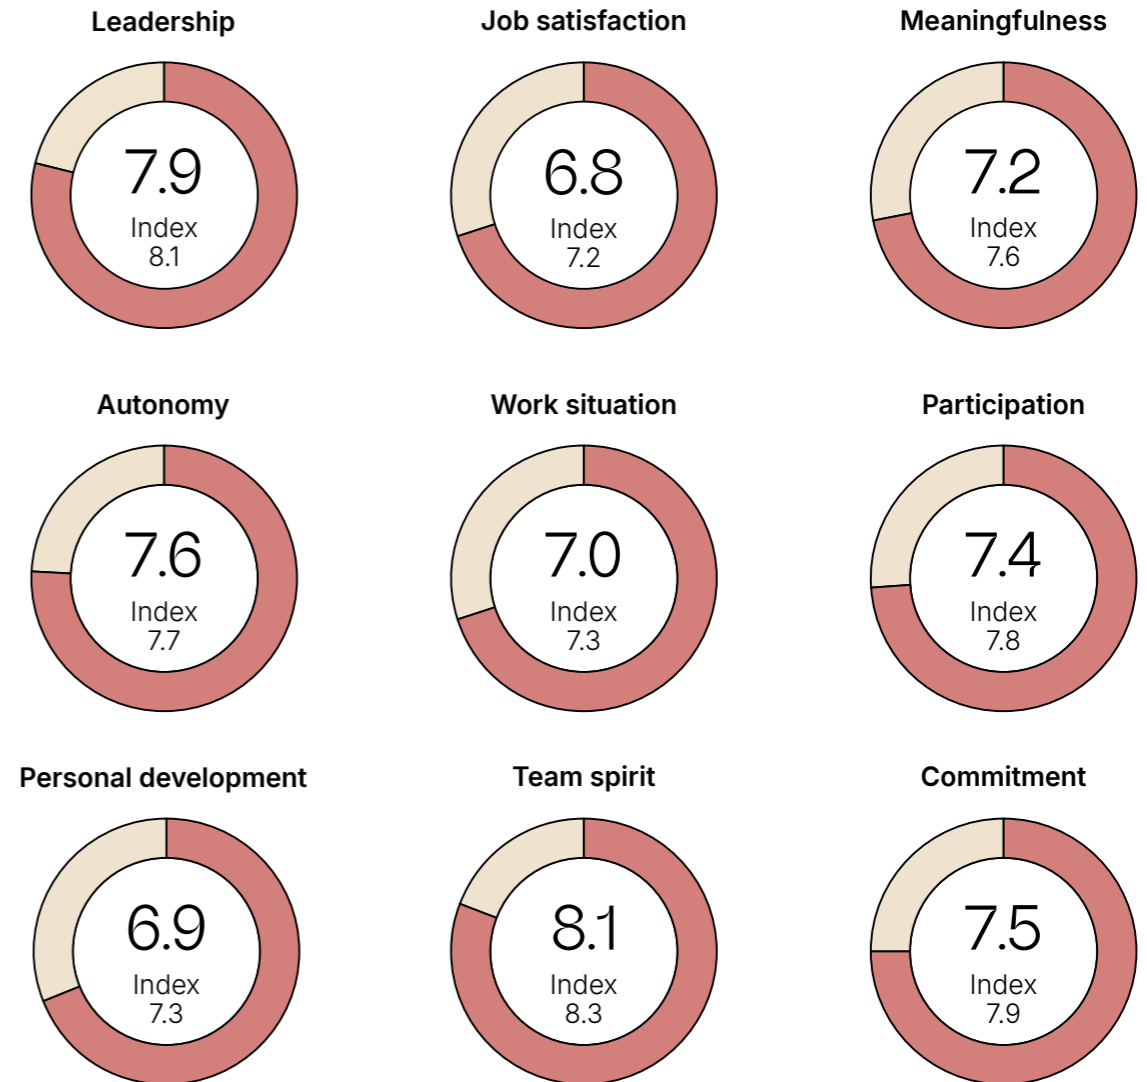 Leadership
7.9
Index
8.1
Job satisfaction
6.8
Index
7.2
Meaningfulness
7.2
Index
7.6
Autonomy
7.6
Index
7.7
Work situation
7.0
Index
7.3
Participation
7.4
Index
7.8
Personal development
6.9
Index
7.3
Team spirit
8.1
Index
8.3
Commitment
7.5
Index
7.9